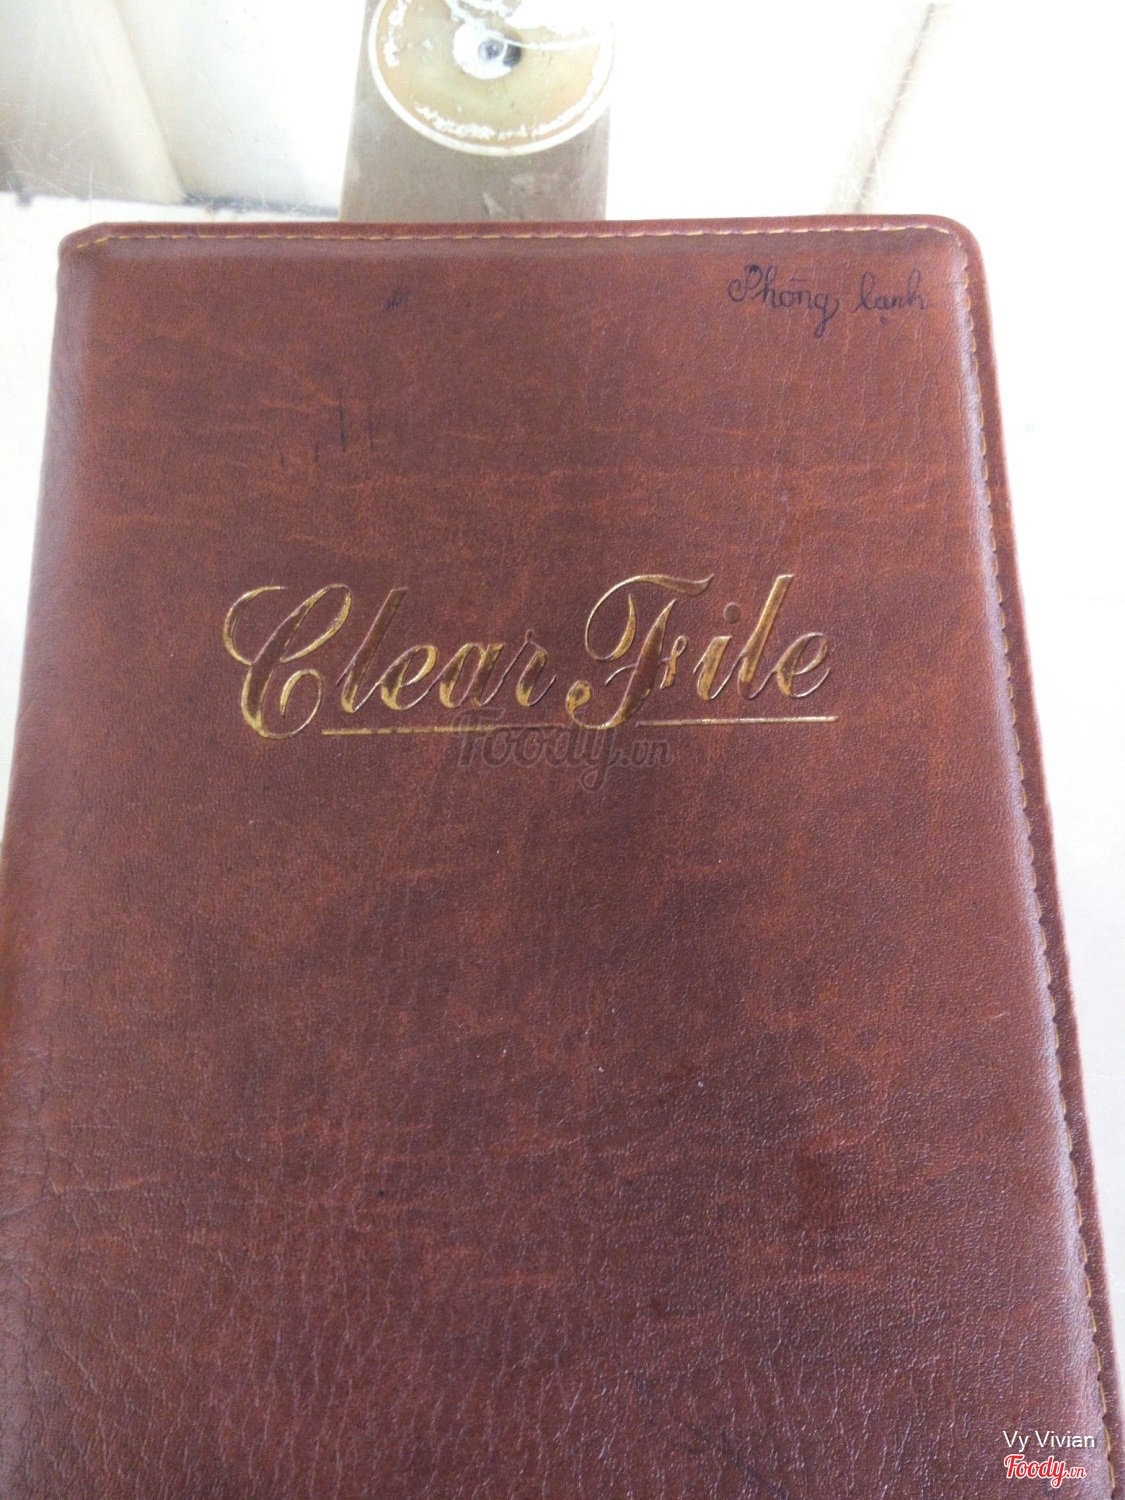 Phòng lạnh
Clear File
Foody.vn
Vy Vivian
Foody.vn